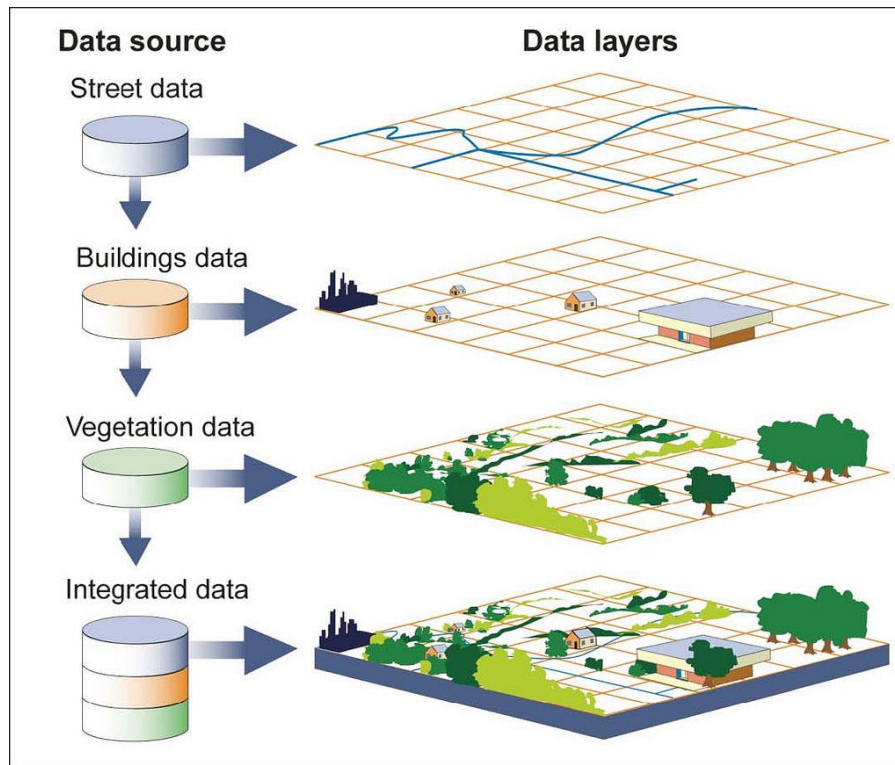 Data source
Data layers
Street data
Buildings data
Vegetation data
Integrated data